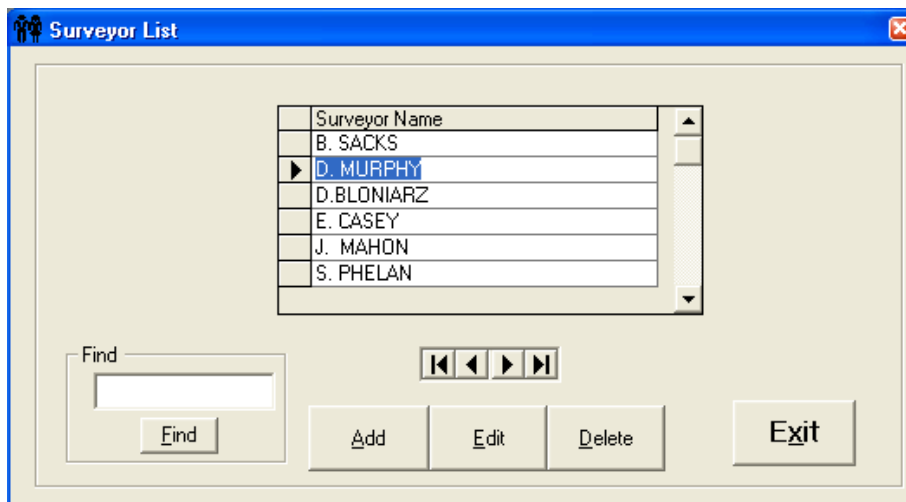 Surveyor List
Surveyor Name
B. SACKS
D. MURPHY
D.BLONIARZ
E. CASEY
J.  MAHON
S. PHELAN
Find
Find
Add
Edit
Delete
Exit